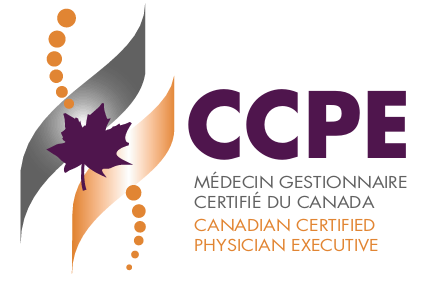 CCPE
MÉDECIN GESTIONNAIRE
CERTIFIÉ DU CANADA
CANADIAN CERTIFIED
PHYSICIAN EXECUTIVE